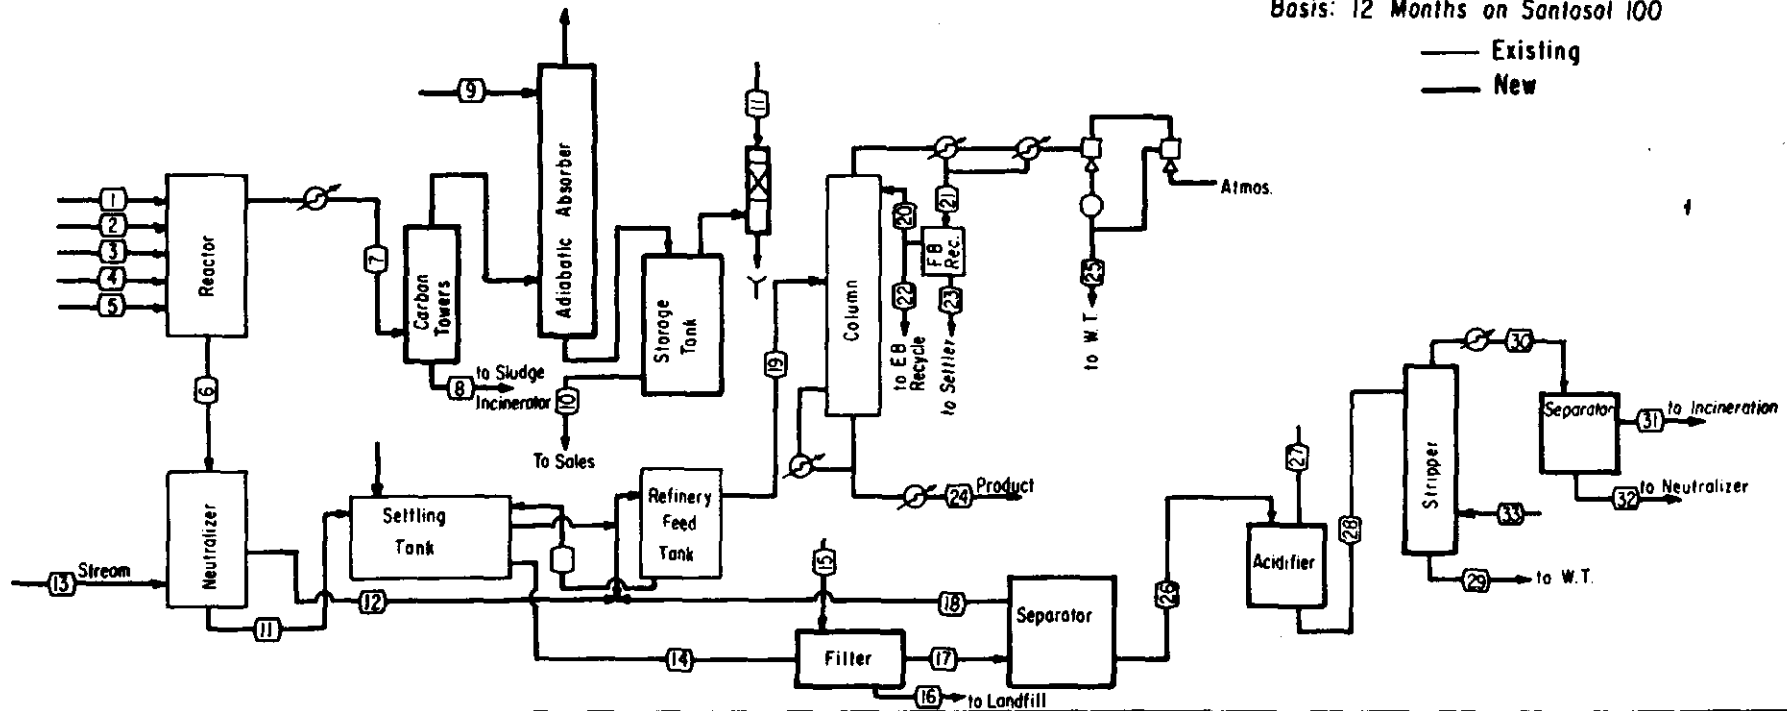 Basis: 12 Months on Santosol 100
Existing
New
9
11
Adiabatic Absorber
1
2
3
4
5
Reactor
7
Carbon
Towers
8
to Sludge
Incinerator
10
To Sales
Storage
Tank
6
19
Column
20
21
F B
Rec.
22
23
to EB
Recycle
to Settler
Atmos.
25
to W.T.
24
Product
13
Stream
Neutralizer
11
12
Settling
Tank
Refinery
Feed
Tank
14
15
Filter
16
to Landfill
17
18
Separator
26
27
Acidifier
28
Stripper
29
to W.T.
30
Separator
31
to Incineration
32
to Neutralizer
33